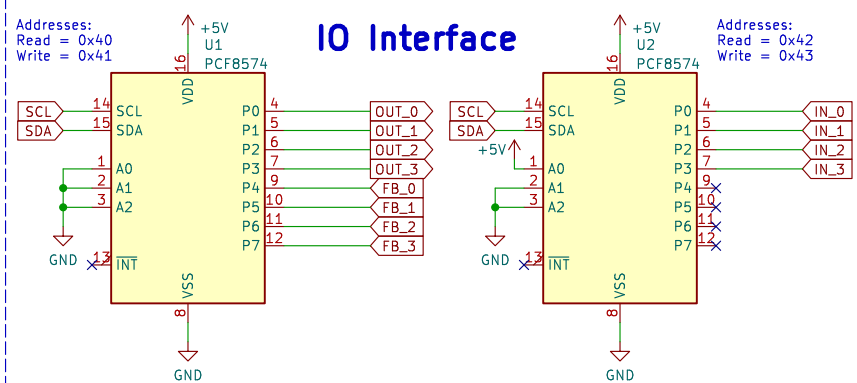 IO Interface
Addresses:
Read = 0x40
Write = 0x41
+5V
U1
PCF8574
16
VDD
SCL
14
SCL
P0
4
OUT_0
SDA
15
SDA
P1
5
OUT_1
P2
6
OUT_2
1
A0
P3
7
OUT_3
2
A1
P4
9
FB_0
3
A2
P5
10
FB_1
P6
11
FB_2
GND
13
INT
P7
12
FB_3
VSS
8
GND
+5V
U2
PCF8574
Addresses:
Read = 0x42
Write = 0x43
16
VDD
SCL
14
SCL
P0
4
IN_0
SDA
15
SDA
P1
5
IN_1
+5V
P2
6
IN_2
1
A0
P3
7
IN_3
2
A1
P4
9
3
A2
P5
10
P6
11
GND
13
INT
P7
12
VSS
8
GND